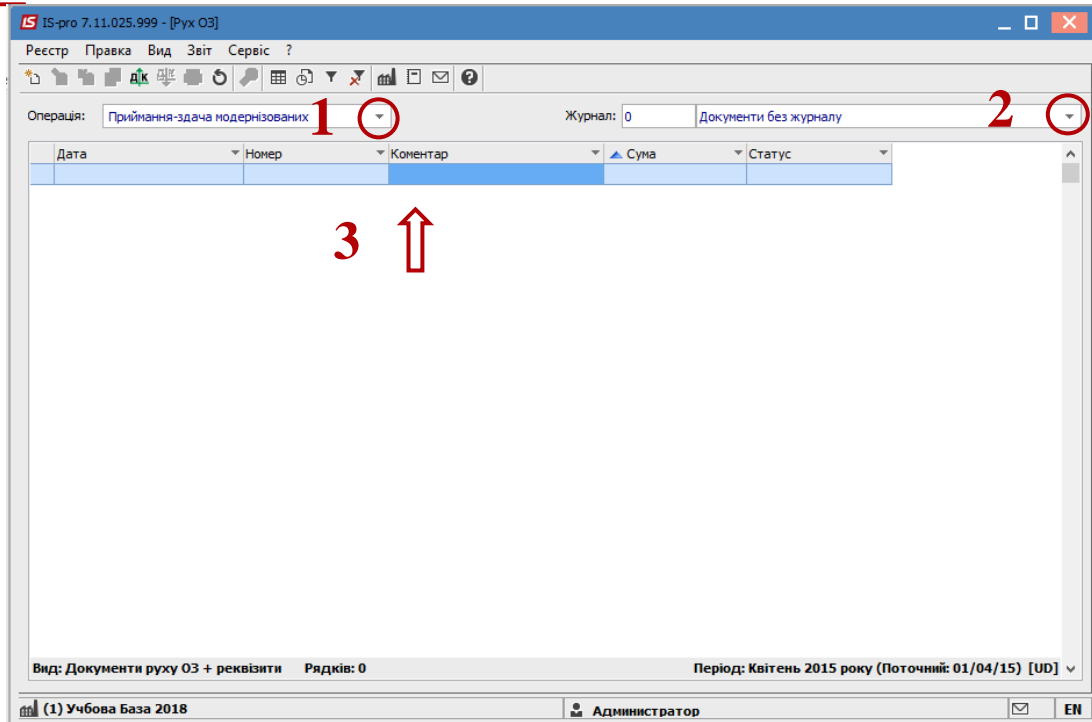 IS-pro 7.11.025.999 - [Рух ОЗ]
Реєстр Правка Вид Звіт Сервіс ?
Операція: Приймання-здача модернізованих 1 Журнал: 0 Документи без журналу 2
Дата Номер Коментар Сума Статус
3
Вид: Документи руху ОЗ + реквізити Рядків: 0 Період: Квітень 2015 року (Поточний: 01/04/15) [UD]
(1) Учбова База 2018 Администратор EN